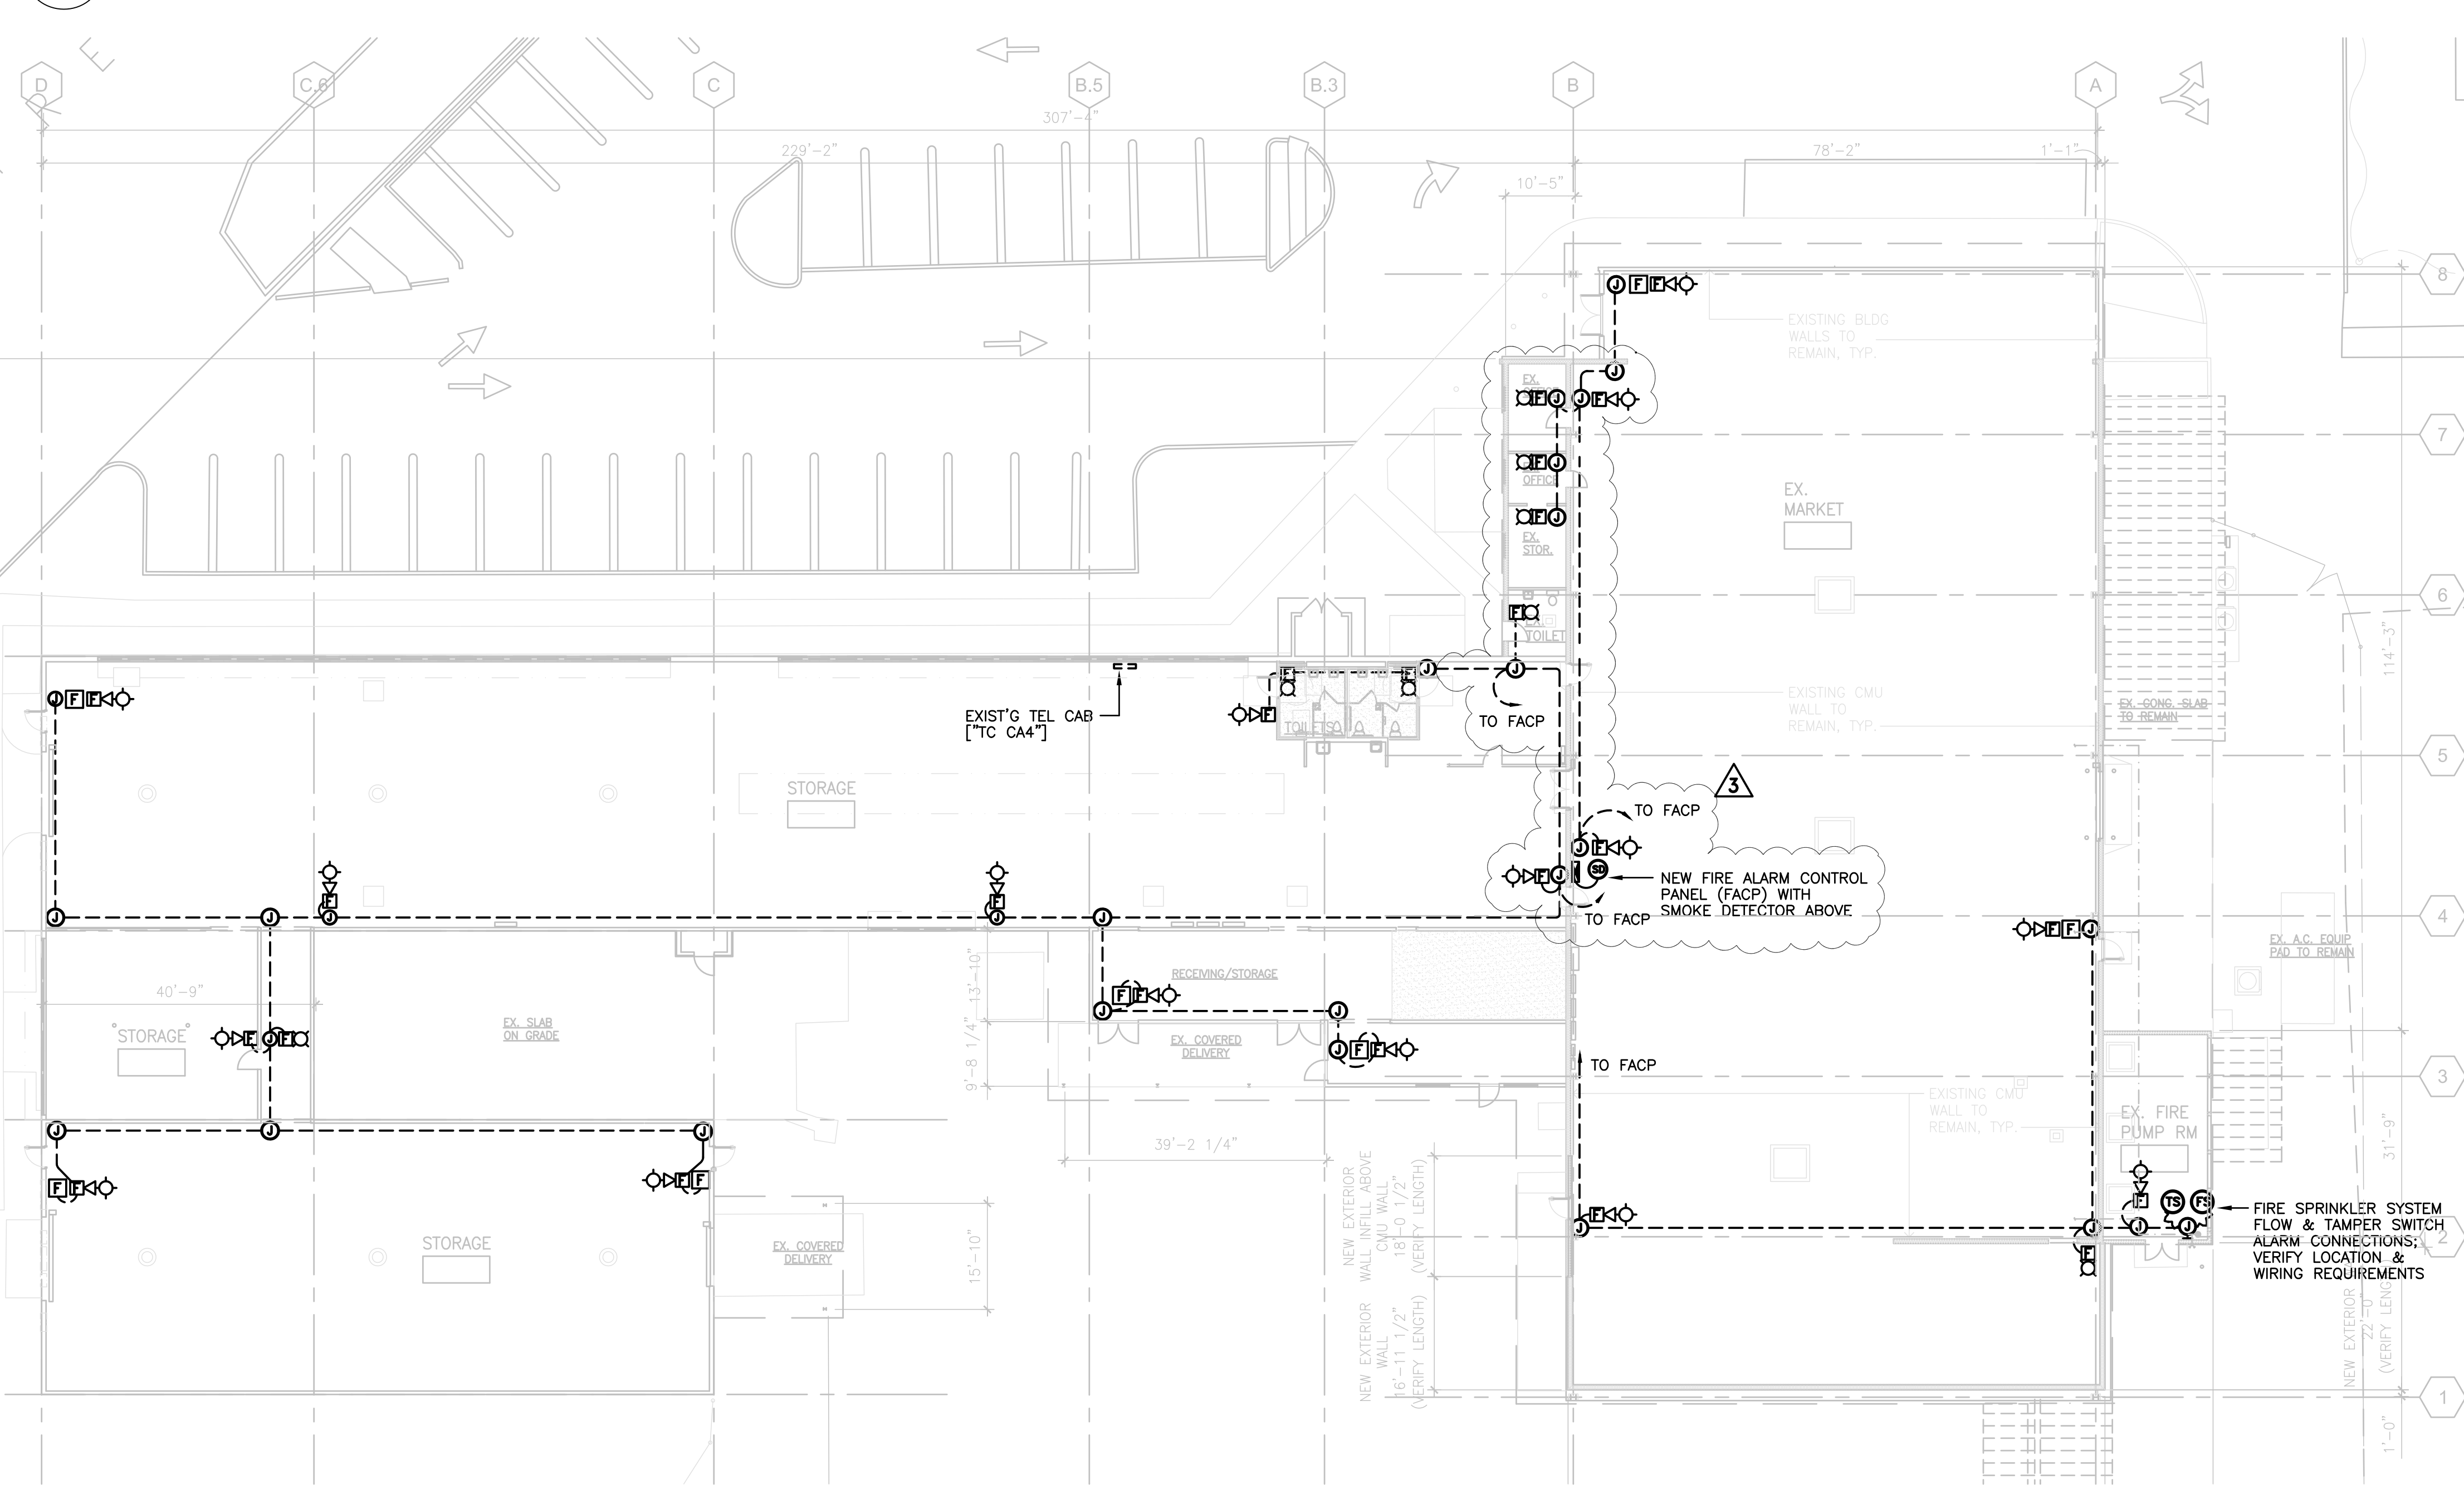 D
C.6
C
B.5
B.3
B
A
307'-4"
229'-2"
78'-2"
1'-1"
10'-5"
8
J F F
EXISTING BLDG
WALLS TO
REMAIN, TYP.
J
EX.
F J J F
7
F J
OFFICE
EX.
MARKET
F J
EX.
STOR.
6
F
EX.
TOILET
114'-3"
J F F
F
F
J
J
EXISTING CMU
WALL TO
REMAIN, TYP.
EX. CONC. SLAB
TO REMAIN
EXIST'G TEL CAB
["TC CA4"]
F
TOILETS
TO FACP
5
STORAGE
3
TO FACP
J F
F J
SD
NEW FIRE ALARM CONTROL
PANEL (FACP) WITH
SMOKE DETECTOR ABOVE
TO FACP
F
F
J
J
J
J
J
4
F F J
EX. A.C. EQUIP
PAD TO REMAIN
40'-9"
13'-10"
RECEIVING/STORAGE
F F
J
J
"STORAGE"
F J F
EX. SLAB
ON GRADE
9'-8 1/4"
EX. COVERED
DELIVERY
J F F
TO FACP
3
EXISTING CMU
WALL TO
REMAIN, TYP.
EX. FIRE
PUMP RM
J
J
J
39'-2 1/4"
31'-9"
F F
F F
NEW EXTERIOR
WALL INFILL ABOVE
CMU WALL
18'-0 1/2"
(VERIFY LENGTH)
J F
J
F
TS
FS
J
J
FIRE SPRINKLER SYSTEM
FLOW & TAMPER SWITCH
ALARM CONNECTIONS;
VERIFY LOCATION &
WIRING REQUIREMENTS
F
2
STORAGE
EX. COVERED
DELIVERY
15'-10"
NEW EXTERIOR
WALL
16'-11 1/2"
(VERIFY LENGTH)
NEW EXTERIOR
22'-0"
(VERIFY LENGTH)
1
1'-0"